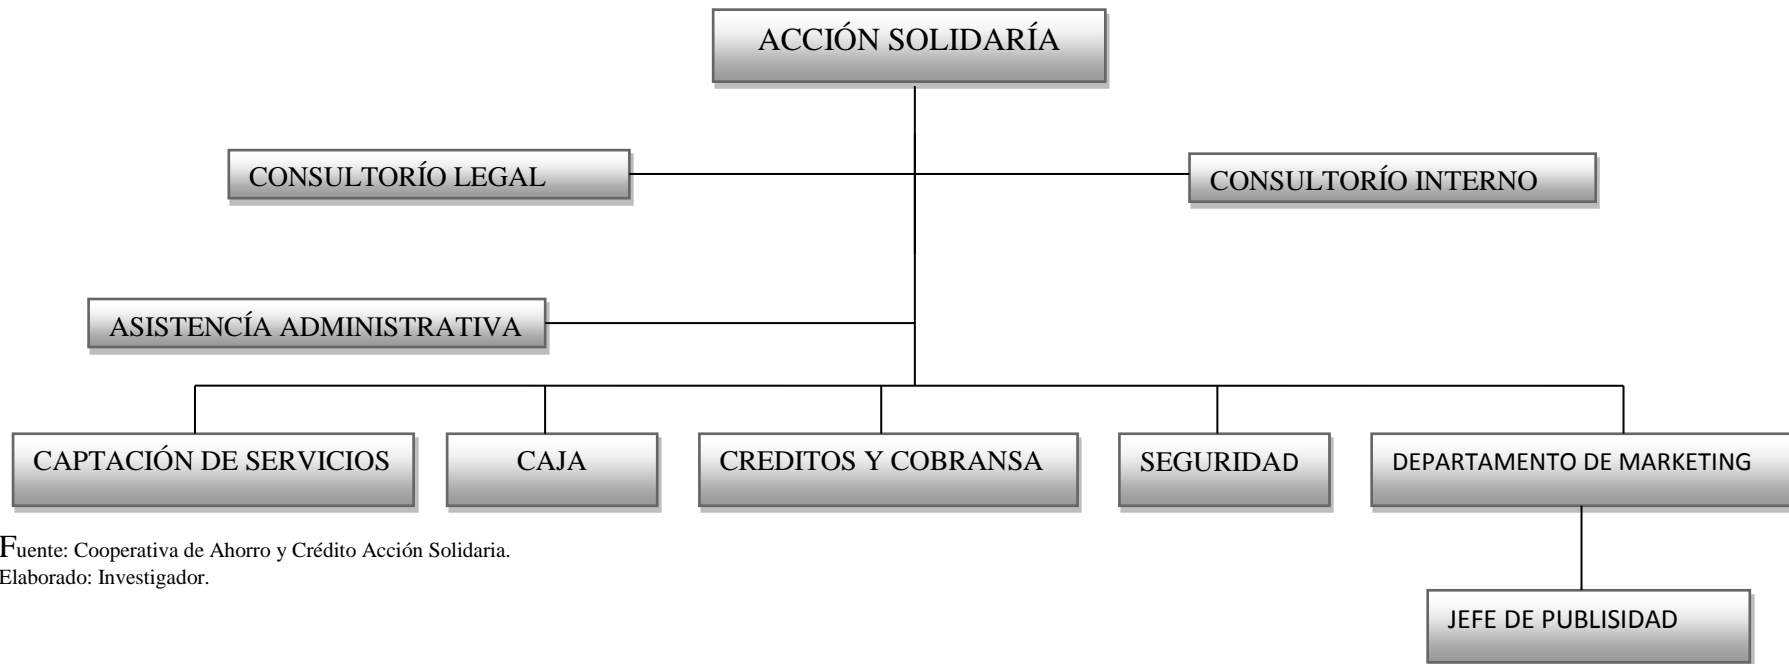 ACCIÓN SOLIDARÍA
CONSULTORÍO LEGAL
CONSULTORÍO INTERNO
ASISTENCÍA ADMINISTRATIVA
CAPTACIÓN DE SERVICIOS
CAJA
CREDITOS Y COBRANSA
SEGURIDAD
DEPARTAMENTO DE MARKETING
Fuente: Cooperativa de Ahorro y Crédito Acción Solidaria.
Elaborado: Investigador.
JEFE DE PUBLISIDAD